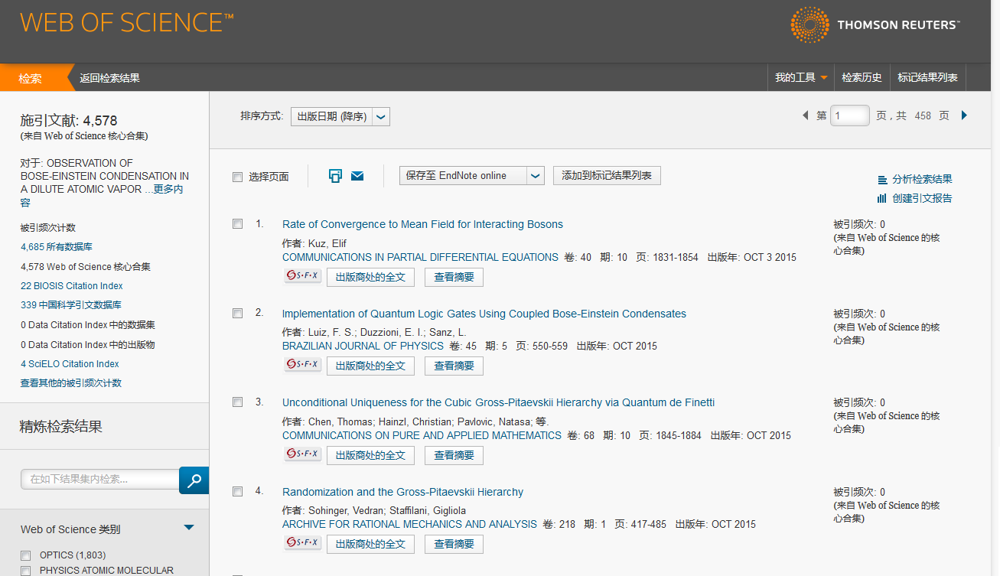 WEB OF SCIENCE™
THOMSON REUTERS™
检索
返回检索结果
我的工具
检索历史
标记结果列表
施引文献: 4,578
(来自 Web of Science 核心合集)
对于: OBSERVATION OF
BOSE-EINSTEIN CONDENSATION IN
A DILUTE ATOMIC VAPOR ...更多内
容
被引频次计数
4,685 所有数据库
4,578 Web of Science 核心合集
22 BIOSIS Citation Index
339 中国科学引文数据库
0 Data Citation Index 中的数据集
0 Data Citation Index 中的出版物
4 SciELO Citation Index
查看其他的被引频次计数
精炼检索结果
在如下结果集内检索...
Web of Science 类别
OPTICS (1,803)
PHYSICS ATOMIC MOLECULAR
排序方式: 出版日期 (降序)
第 1 页 , 共 458 页
选择页面
保存至 EndNote online
添加到标记结果列表
分析检索结果
创建引文报告
1. Rate of Convergence to Mean Field for Interacting Bosons
作者: Kuz, Elif
COMMUNICATIONS IN PARTIAL DIFFERENTIAL EQUATIONS 卷: 40 期: 10 页: 1831-1854 出版年: OCT 3 2015
S·F·X 出版商处的全文 查看摘要
被引频次: 0
(来自 Web of Science 的核
心合集)
2. Implementation of Quantum Logic Gates Using Coupled Bose-Einstein Condensates
作者: Luiz, F. S.; Duzzioni, E. I.; Sanz, L.
BRAZILIAN JOURNAL OF PHYSICS 卷: 45 期: 5 页: 550-559 出版年: OCT 2015
S·F·X 出版商处的全文 查看摘要
被引频次: 0
(来自 Web of Science 的核
心合集)
3. Unconditional Uniqueness for the Cubic Gross-Pitaevskii Hierarchy via Quantum de Finetti
作者: Chen, Thomas; Hainzl, Christian; Pavlovic, Natasa; 等.
COMMUNICATIONS ON PURE AND APPLIED MATHEMATICS 卷: 68 期: 10 页: 1845-1884 出版年: OCT 2015
S·F·X 出版商处的全文 查看摘要
被引频次: 0
(来自 Web of Science 的核
心合集)
4. Randomization and the Gross-Pitaevskii Hierarchy
作者: Sohinger, Vedran; Staffilani, Gigliola
ARCHIVE FOR RATIONAL MECHANICS AND ANALYSIS 卷: 218 期: 1 页: 417-485 出版年: OCT 2015
S·F·X 出版商处的全文 查看摘要
被引频次: 0
(来自 Web of Science 的核
心合集)